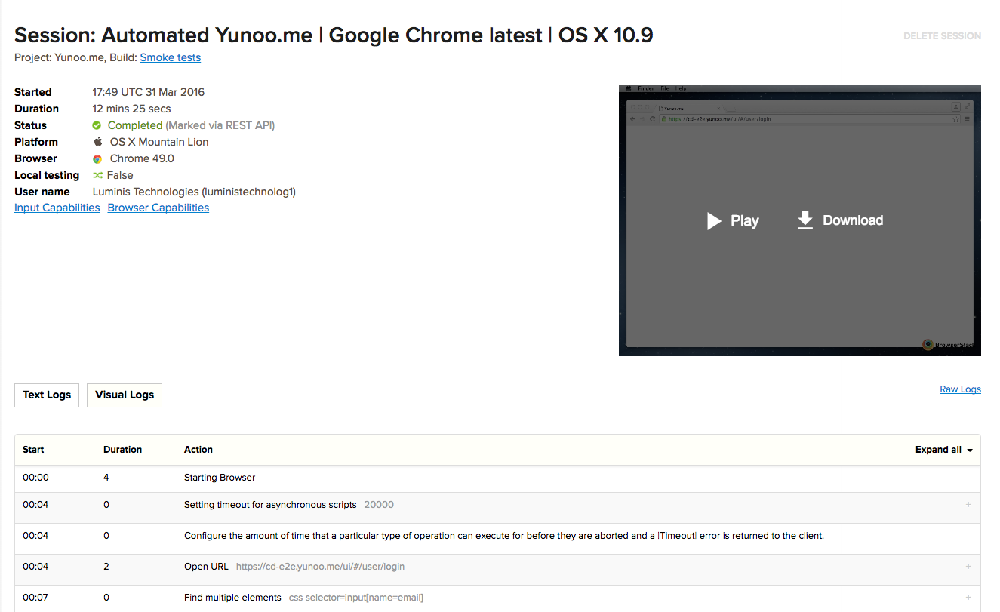 Session: Automated Yunoo.me | Google Chrome latest | OS X 10.9
DELETE SESSION
Project: Yunoo.me, Build: Smoke tests
Started 17:49 UTC 31 Mar 2016
Duration 12 mins 25 secs
Status Completed (Marked via REST API)
Platform OS X Mountain Lion
Browser Chrome 49.0
Local testing False
User name Luminis Technologies (luministechnolog1)
Input Capabilities Browser Capabilities
Finder File Help
Yunoo.me
https://cd-e2e.yunoo.me/ui/#/user/login
Play Download
BrowserStack
Text Logs Visual Logs Raw Logs
Start Duration Action Expand all
00:00 4 Starting Browser
00:04 0 Setting timeout for asynchronous scripts 20000 +
00:04 0 Configure the amount of time that a particular type of operation can execute for before they are aborted and a |Timeout| error is returned to the client.
00:04 2 Open URL https://cd-e2e.yunoo.me/ui/#/user/login +
00:07 0 Find multiple elements css selector=input[name=email] +